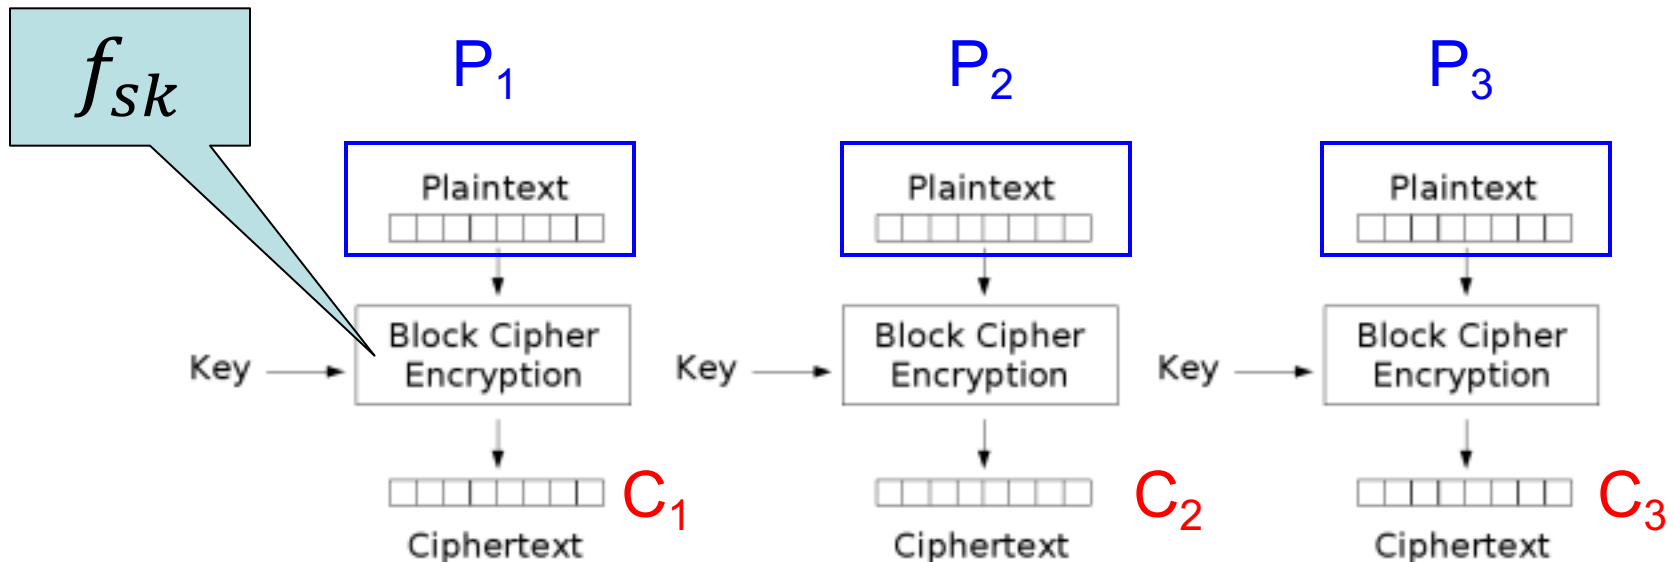 f_sk
P₁ P₂ P₃
Plaintext Plaintext Plaintext
Block Cipher Block Cipher Block Cipher
Key Encryption Key Encryption Key Encryption
C₁ C₂ C₃
Ciphertext Ciphertext Ciphertext